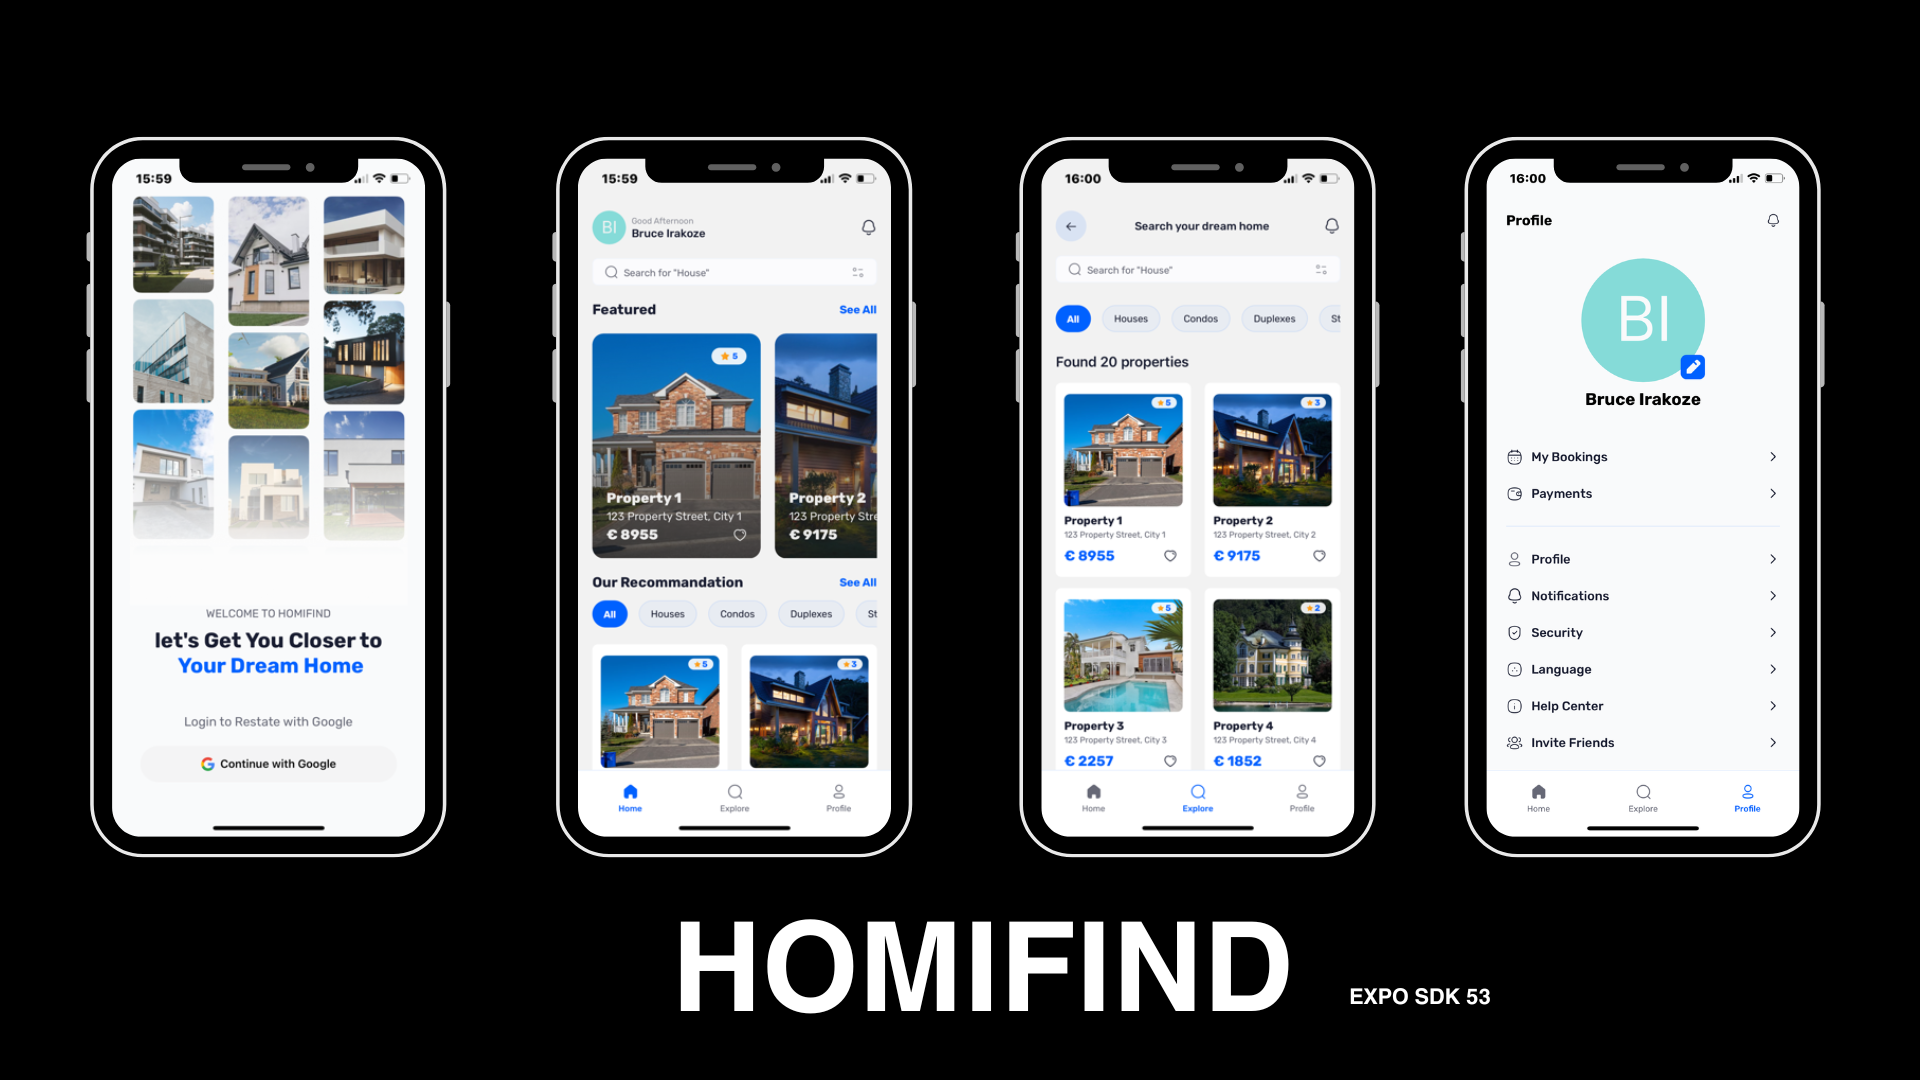 15:59
WELCOME TO HOMIFIND
let's Get You Closer to
Your Dream Home
Login to Restate with Google
Continue with Google
15:59
BI
Good Afternoon
Bruce Irakoze
Search for "House"
Featured
See All
5
Property 1
123 Property Street, City 1
€ 8955
Property 2
123 Property Stre
€ 9175
Our Recommandation
See All
All
Houses
Condos
Duplexes
St
5
3
Home
Explore
Profile
16:00
Search your dream home
Search for "House"
All
Houses
Condos
Duplexes
St
Found 20 properties
5
Property 1
123 Property Street, City 1
€ 8955
3
Property 2
123 Property Street, City 2
€ 9175
5
Property 3
123 Property Street, City 3
€ 2257
2
Property 4
123 Property Street, City 4
€ 1852
Home
Explore
Profile
16:00
Profile
BI
Bruce Irakoze
My Bookings
Payments
Profile
Notifications
Security
Language
Help Center
Invite Friends
Home
Explore
Profile
HOMIFIND
EXPO SDK 53